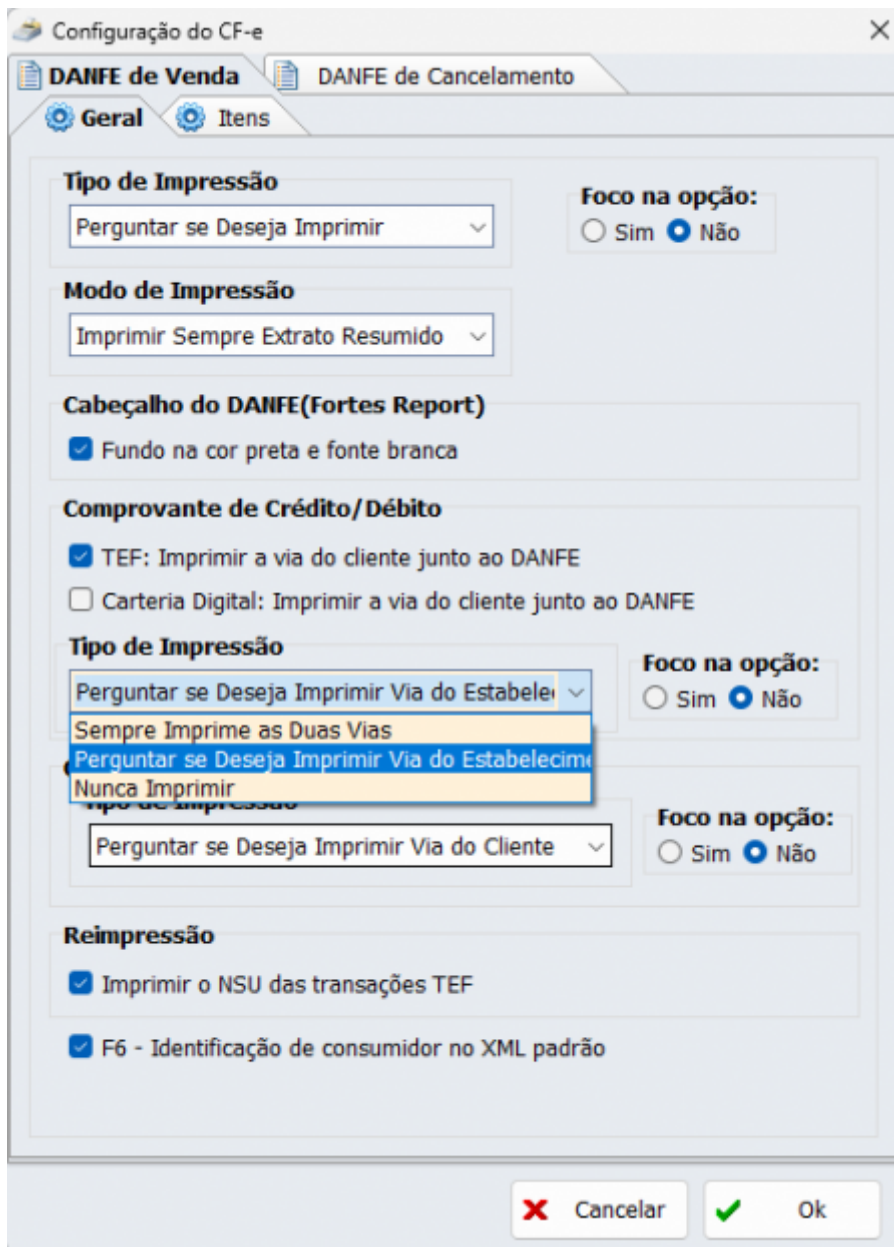 Configuração do CF-e
DANFE de Venda
DANFE de Cancelamento
Geral
Itens
Tipo de Impressão
Foco na opção:
Perguntar se Deseja Imprimir
Sim
Não
Modo de Impressão
Imprimir Sempre Extrato Resumido
Cabeçalho do DANFE(Fortes Report)
Fundo na cor preta e fonte branca
Comprovante de Crédito/Débito
TEF: Imprimir a via do cliente junto ao DANFE
Carteria Digital: Imprimir a via do cliente junto ao DANFE
Tipo de Impressão
Foco na opção:
Perguntar se Deseja Imprimir Via do Estabele
Sim
Não
Sempre Imprime as Duas Vias
Perguntar se Deseja Imprimir Via do Estabelecime
Nunca Imprimir
Tipo de Impressão
Foco na opção:
Perguntar se Deseja Imprimir Via do Cliente
Sim
Não
Reimpressão
Imprimir o NSU das transações TEF
F6 - Identificação de consumidor no XML padrão
Cancelar
Ok